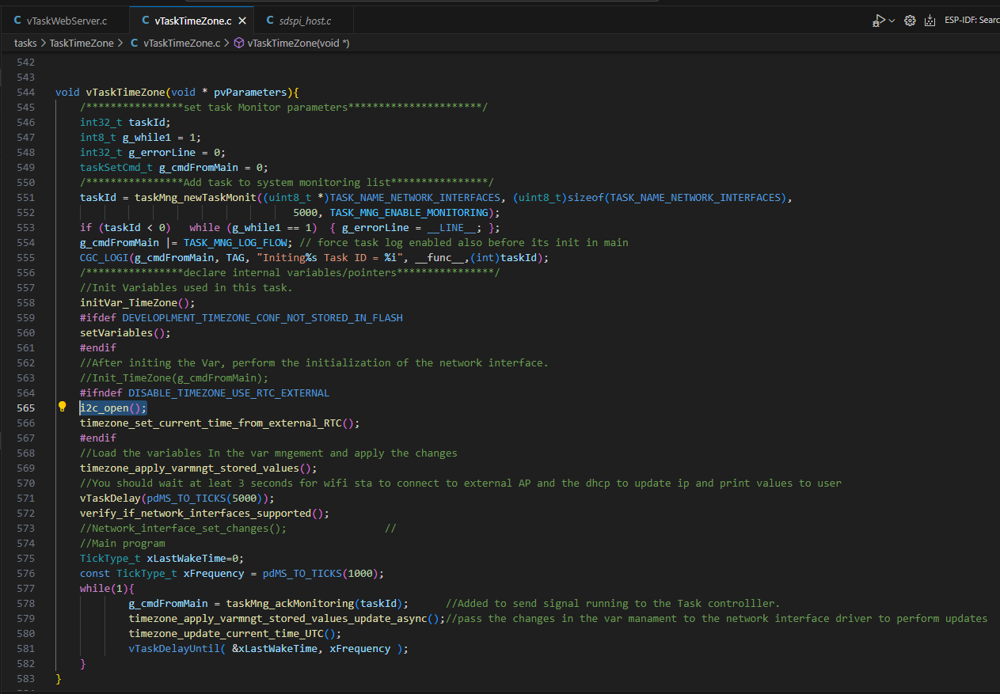 vTaskWebServer.c
vTaskTimeZone.c
sdspi_host.c
ESP-IDF: Searc
tasks > TaskTimeZone > C vTaskTimeZone.c > vTaskTimeZone(void *)
542
543
544 void vTaskTimeZone(void * pvParameters){
545 /****************set task Monitor parameters**********************/
546 int32_t taskId;
547 int8_t g_while1 = 1;
548 int32_t g_errorLine = 0;
549 taskSetCmd_t g_cmdFromMain = 0;
550 /****************Add task to system monitoring list****************/
551 taskId = taskMng_newTaskMonit((uint8_t *)TASK_NAME_NETWORK_INTERFACES, (uint8_t)sizeof(TASK_NAME_NETWORK_INTERFACES),
552 5000, TASK_MNG_ENABLE_MONITORING);
553 if (taskId < 0) while (g_while1 == 1) { g_errorLine = __LINE__; };
554 g_cmdFromMain |= TASK_MNG_LOG_FLOW; // force task log enabled also before its init in main
555 CGC_LOGI(g_cmdFromMain, TAG, "Initing%s Task ID = %i", __func__,(int)taskId);
556 /****************declare internal variables/pointers****************/
557 //Init Variables used in this task.
558 initVar_TimeZone();
559 #ifdef DEVELOPLMENT_TIMEZONE_CONF_NOT_STORED_IN_FLASH
560 setVariables();
561 #endif
562 //After initing the Var, perform the initialization of the network interface.
563 //Init_TimeZone(g_cmdFromMain);
564 #ifndef DISABLE_TIMEZONE_USE_RTC_EXTERNAL
565 i2c_open();
566 timezone_set_current_time_from_external_RTC();
567 #endif
568 //Load the variables In the var mngement and apply the changes
569 timezone_apply_varmngt_stored_values();
570 //You should wait at leat 3 seconds for wifi sta to connect to external AP and the dhcp to update ip and print values to user
571 vTaskDelay(pdMS_TO_TICKS(5000));
572 verify_if_network_interfaces_supported();
573 //Network_interface_set_changes(); //
574 //Main program
575 TickType_t xLastWakeTime=0;
576 const TickType_t xFrequency = pdMS_TO_TICKS(1000);
577 while(1){
578 g_cmdFromMain = taskMng_ackMonitoring(taskId); //Added to send signal running to the Task controlller.
579 timezone_apply_varmngt_stored_values_update_async();//pass the changes in the var manament to the network interface driver to perform updates
580 timezone_update_current_time_UTC();
581 vTaskDelayUntil( &xLastWakeTime, xFrequency );
582 }
583 }